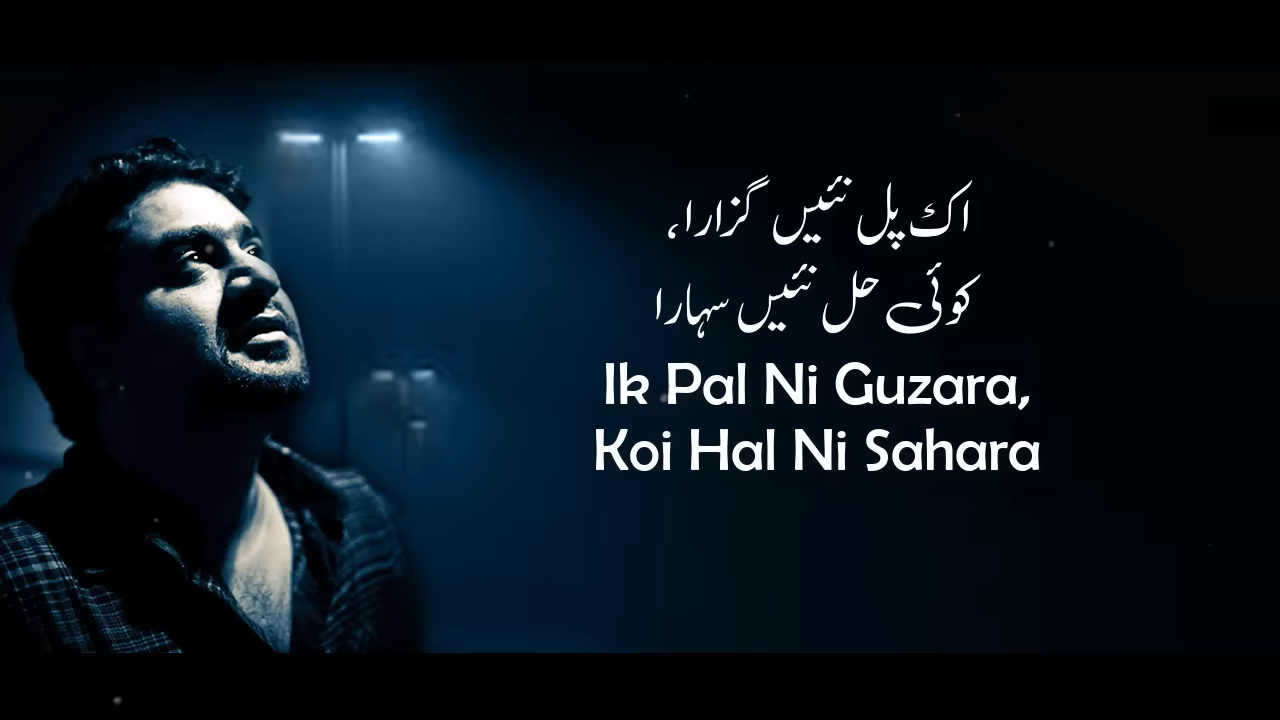 اک پل نئیں گزارا،
کوئی حل نئیں سہارا
Ik Pal Ni Guzara,
Koi Hal Ni Sahara